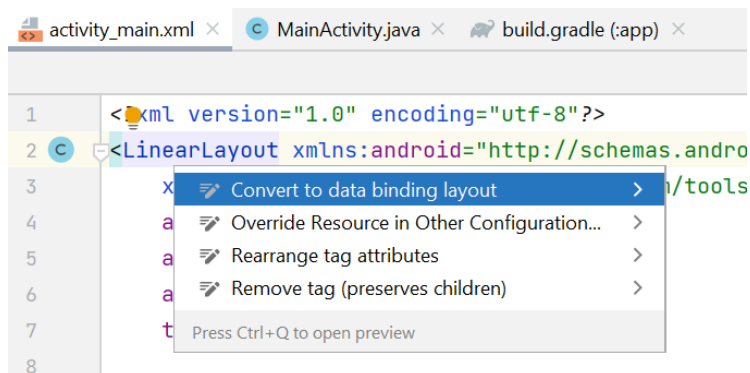 activity_main.xml × C MainActivity.java × build.gradle (:app) ×
1 <?xml version="1.0" encoding="utf-8"?>
2 C <LinearLayout xmlns:android="http://schemas.andro
3 x Convert to data binding layout > n/tools
4 a Override Resource in Other Configuration... >
5 a Rearrange tag attributes >
6 a Remove tag (preserves children) >
7 t Press Ctrl+Q to open preview
8